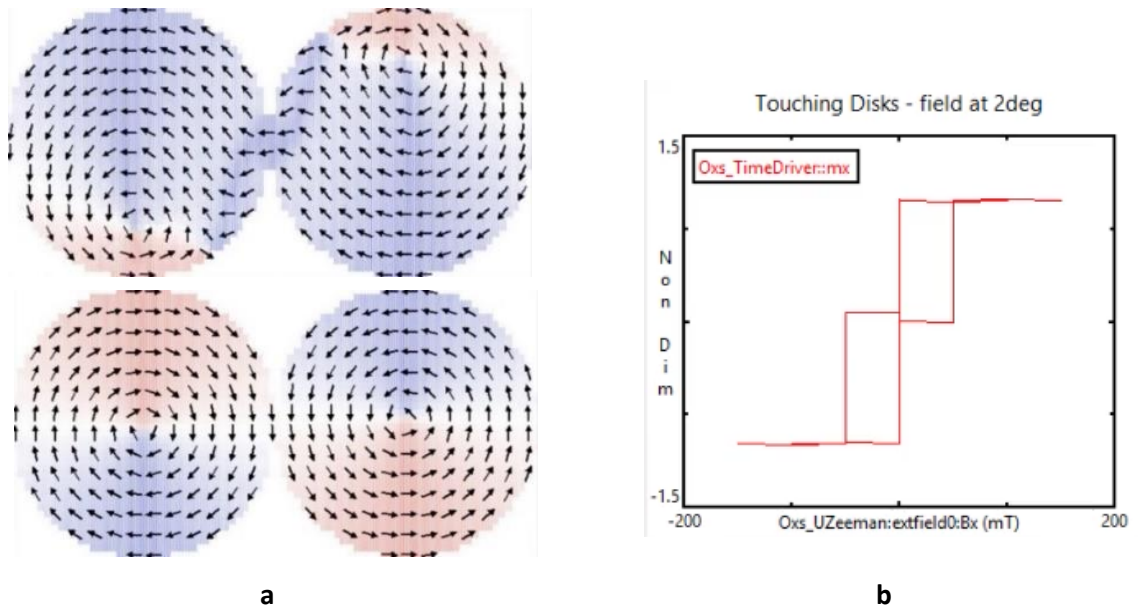 Touching Disks - field at 2deg
1.5
Oxs_TimeDriver::mx
N
o
n
D
i
m
-1.5
-200
Oxs_UZeeman:extfield0:Bx (mT)
200
a
b